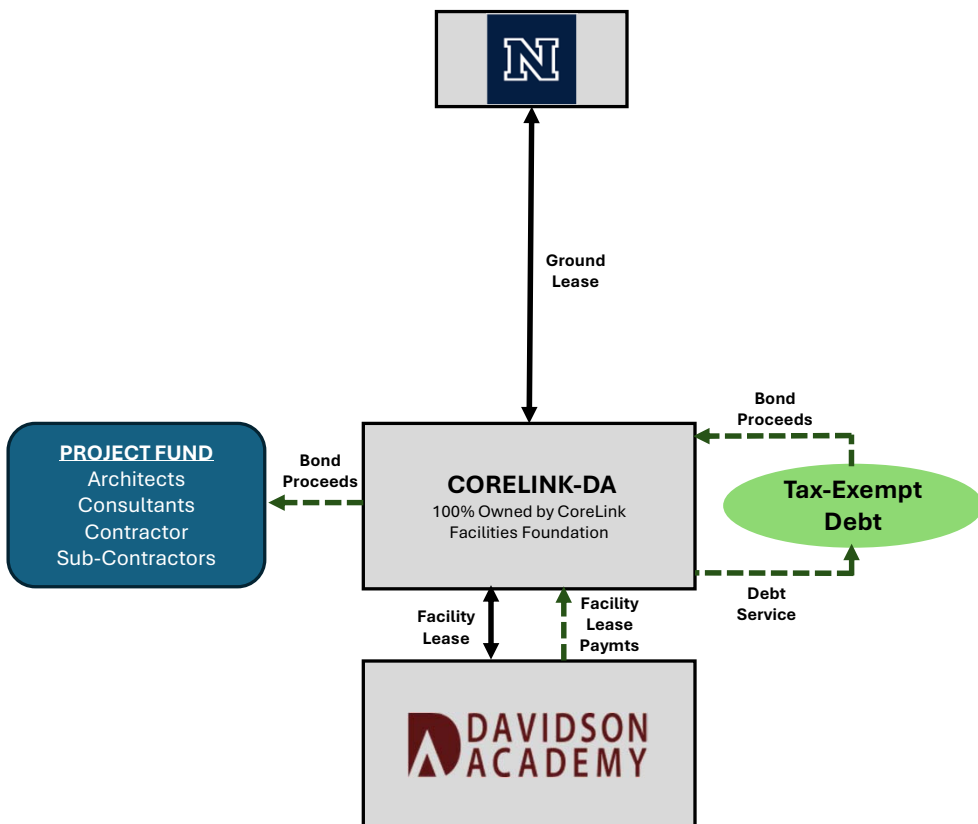 N
Ground
Lease
Bond
Proceeds
PROJECT FUND
Architects
Consultants
Contractor
Sub-Contractors
Bond
Proceeds
CORELINK-DA
100% Owned by CoreLink
Facilities Foundation
Tax-Exempt
Debt
Debt
Service
Facility
Lease
Facility
Lease
Paymts
DAVIDSON
ACADEMY